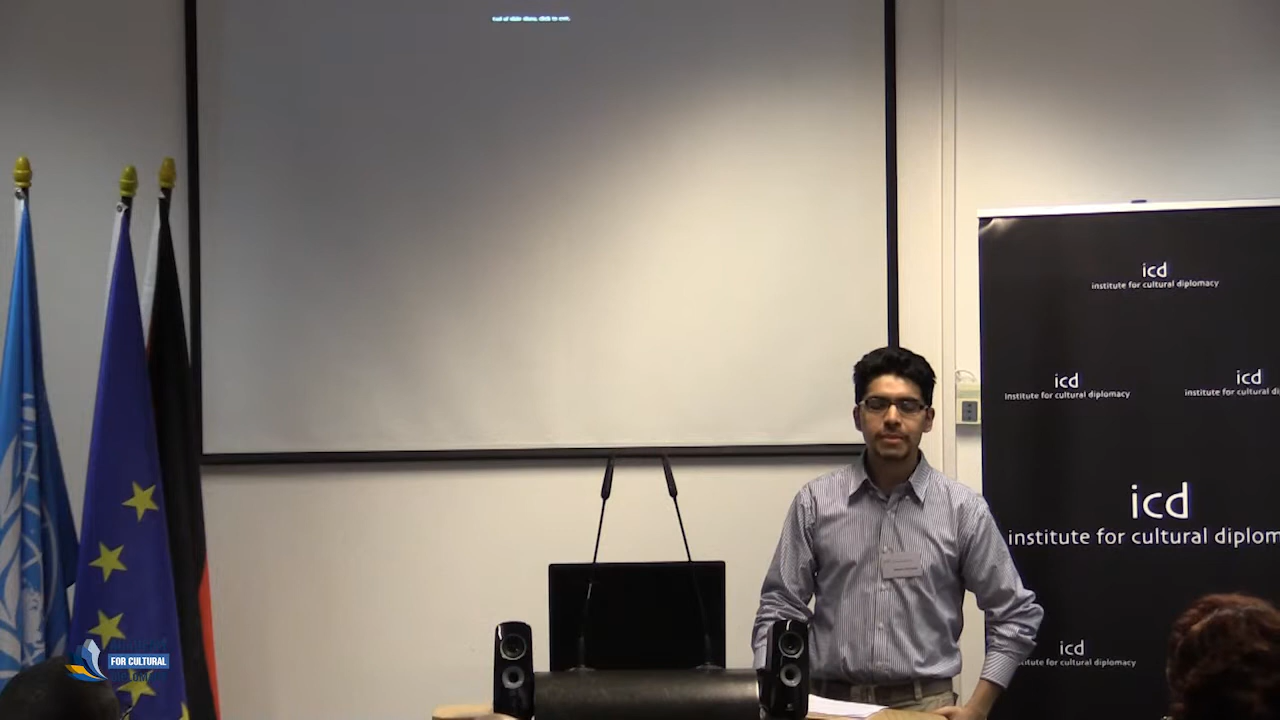 End of slide show, click to exit.
icd
institute for cultural diplomacy
icd
institute for cultural diplomacy
icd
institute for cultural di
icd
institute for cultural diplom
icd
institute for cultural diplomacy
FOR CULTURAL